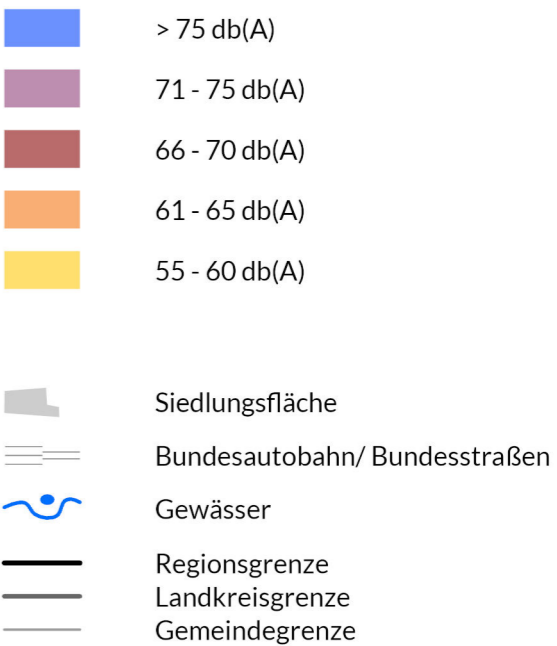 > 75 db(A)
71 - 75 db(A)
66 - 70 db(A)
61 - 65 db(A)
55 - 60 db(A)
Siedlungsfläche
Bundesautobahn/ Bundesstraßen
Gewässer
Regionsgrenze
Landkreisgrenze
Gemeindegrenze